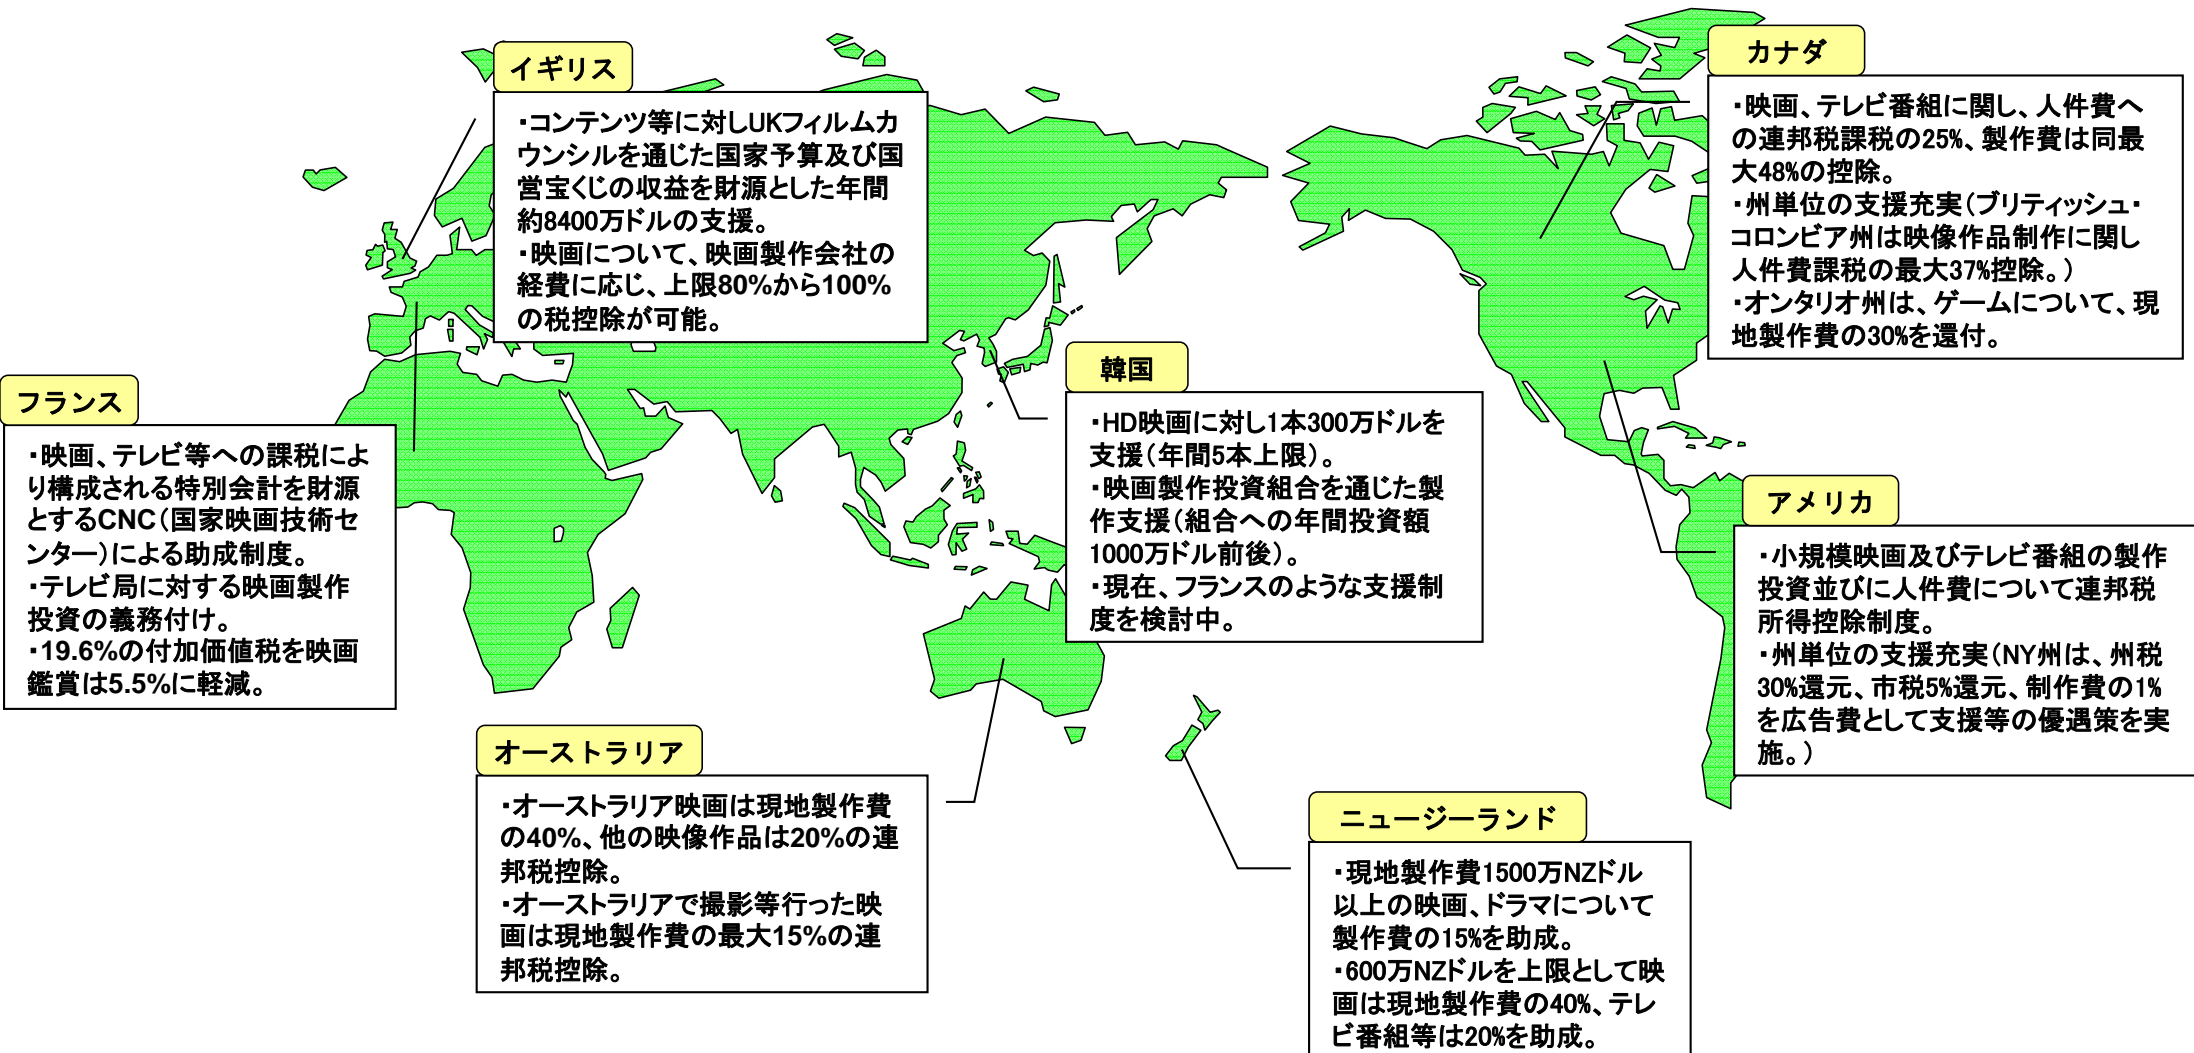 イギリス
・コンテンツ等に対しUKフィルムカ
ウンシルを通じた国家予算及び国
営宝くじの収益を財源とした年間
約8400万ドルの支援。
・映画について、映画製作会社の
経費に応じ、上限80%から100%
の税控除が可能。
カナダ
・映画、テレビ番組に関し、人件費へ
の連邦税課税の25%、製作費は同最
大48%の控除。
・州単位の支援充実（ブリティッシュ・
コロンビア州は映像作品制作に関し
人件費課税の最大37%控除。）
・オンタリオ州は、ゲームについて、現
地製作費の30%を還付。
フランス
・映画、テレビ等への課税によ
り構成される特別会計を財源
とするCNC（国家映画技術セ
ンター）による助成制度。
・テレビ局に対する映画製作
投資の義務付け。
・19.6%の付加価値税を映画
鑑賞は5.5%に軽減。
韓国
・HD映画に対し1本300万ドルを
支援（年間5本上限）。
・映画製作投資組合を通じた製
作支援（組合への年間投資額
1000万ドル前後）。
・現在、フランスのような支援制
度を検討中。
アメリカ
・小規模映画及びテレビ番組の製作
投資並びに人件費について連邦税
所得控除制度。
・州単位の支援充実（NY州は、州税
30%還元、市税5%還元、制作費の1%
を広告費として支援等の優遇策を実
施。）
オーストラリア
・オーストラリア映画は現地製作費
の40%、他の映像作品は20%の連
邦税控除。
・オーストラリアで撮影等行った映
画は現地製作費の最大15%の連
邦税控除。
ニュージーランド
・現地製作費1500万NZドル
以上の映画、ドラマについて
製作費の15%を助成。
・600万NZドルを上限として映
画は現地製作費の40%、テレ
ビ番組等は20%を助成。